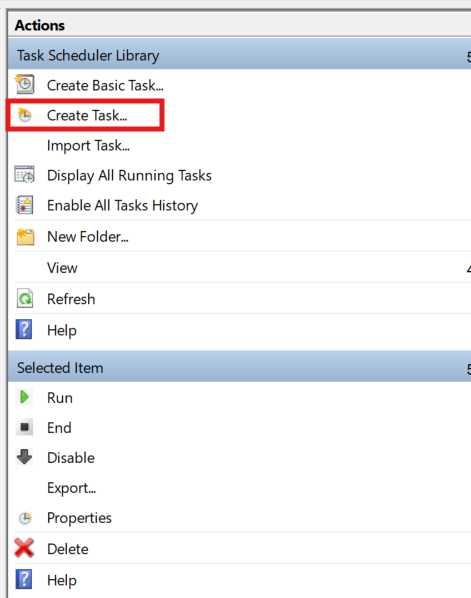 Actions
Task Scheduler Library
Create Basic Task...
Create Task...
Import Task...
Display All Running Tasks
Enable All Tasks History
New Folder...
View
Refresh
Help
Selected Item
Run
End
Disable
Export...
Properties
Delete
Help